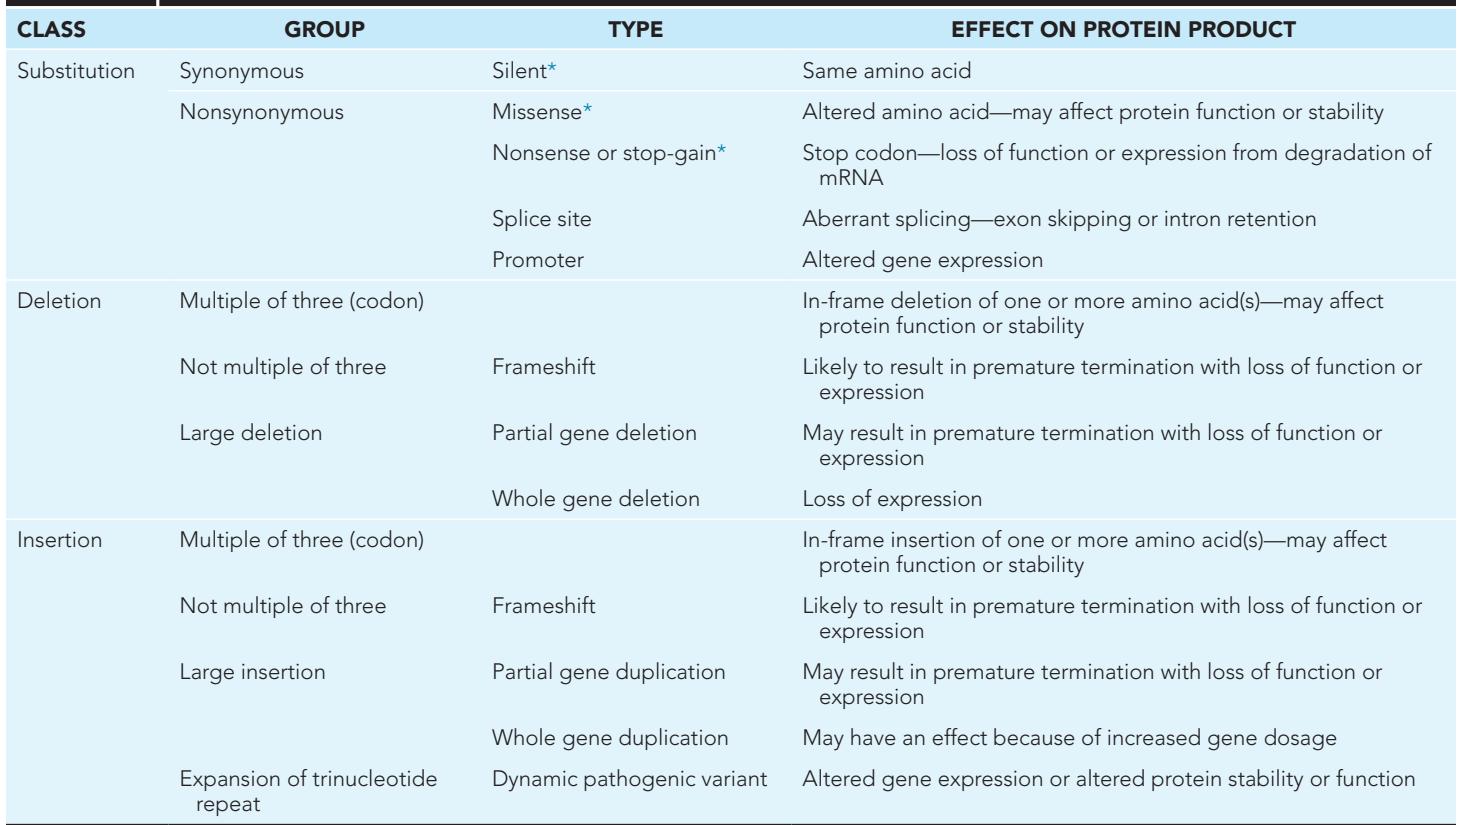 CLASS GROUP TYPE EFFECT ON PROTEIN PRODUCT
Substitution Synonymous Silent* Same amino acid
Nonsynonymous Missense* Altered amino acid—may affect protein function or stability
Nonsense or stop-gain* Stop codon—loss of function or expression from degradation of
mRNA
Splice site Aberrant splicing—exon skipping or intron retention
Promoter Altered gene expression
Deletion Multiple of three (codon) In-frame deletion of one or more amino acid(s)—may affect
protein function or stability
Not multiple of three Frameshift Likely to result in premature termination with loss of function or
expression
Large deletion Partial gene deletion May result in premature termination with loss of function or
expression
Whole gene deletion Loss of expression
Insertion Multiple of three (codon) In-frame insertion of one or more amino acid(s)—may affect
protein function or stability
Not multiple of three Frameshift Likely to result in premature termination with loss of function or
expression
Large insertion Partial gene duplication May result in premature termination with loss of function or
expression
Whole gene duplication May have an effect because of increased gene dosage
Expansion of trinucleotide Dynamic pathogenic variant Altered gene expression or altered protein stability or function
repeat